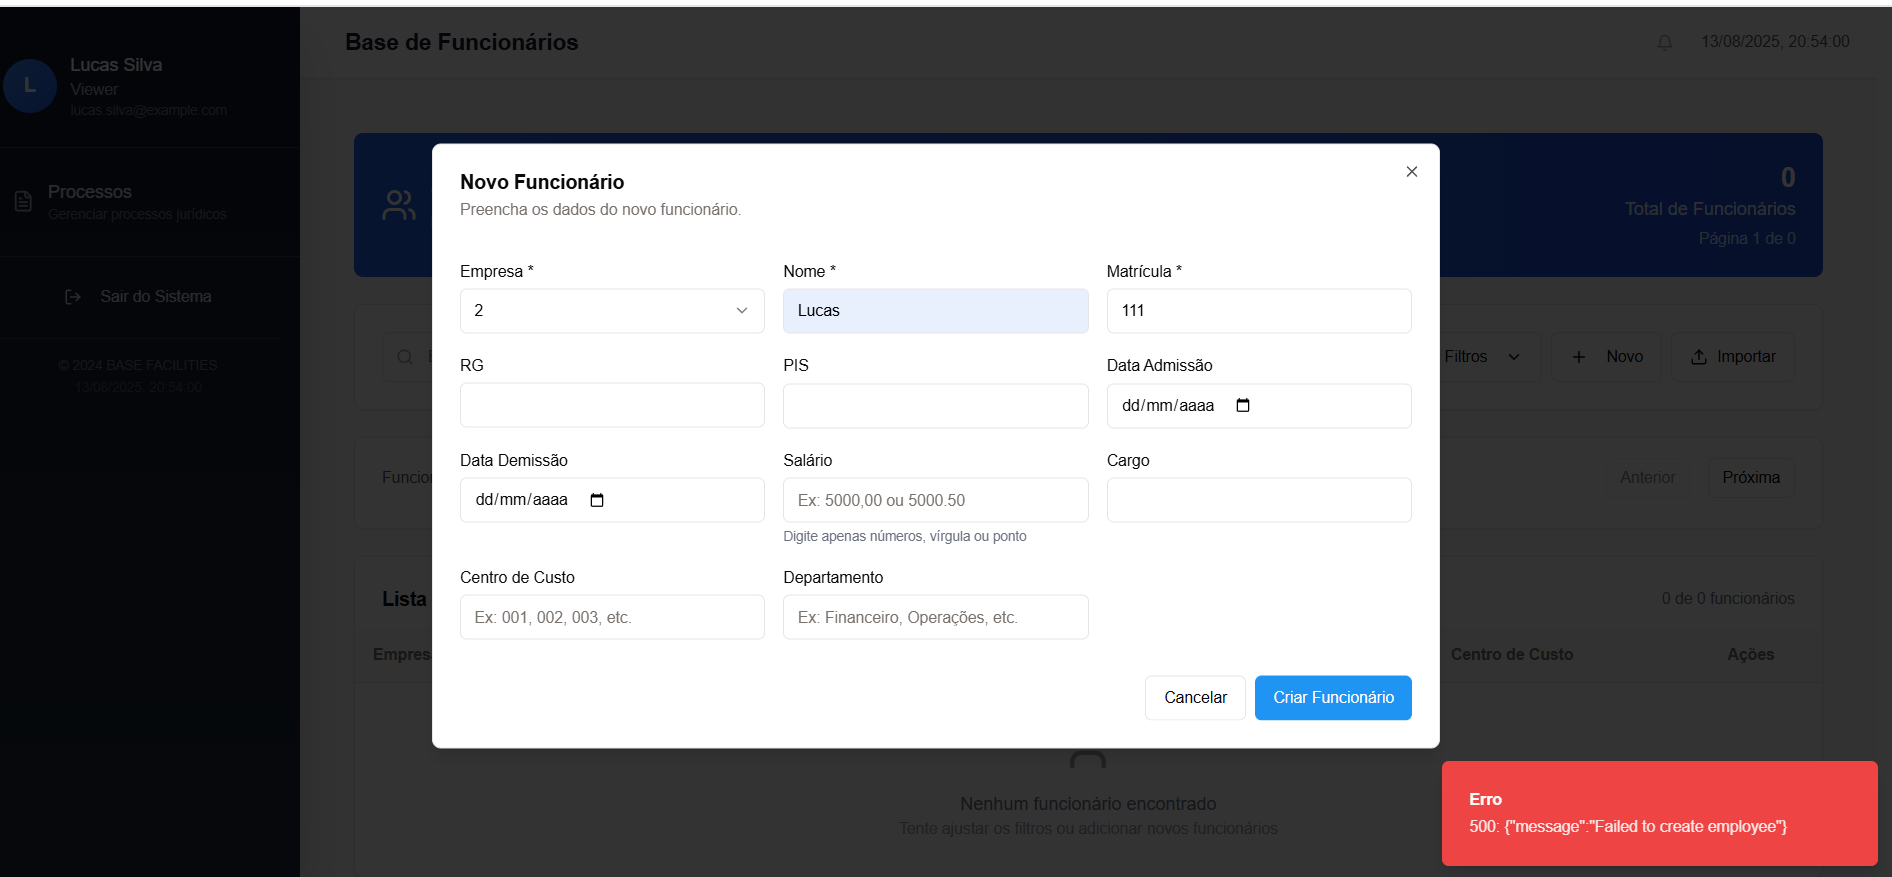 L
Lucas Silva
Viewer
lucas.silva@example.com
Processos
Gerenciar processos jurídicos
Sair do Sistema
© 2024 BASE FACILITIES
13/08/2025, 20:54:00
Base de Funcionários
13/08/2025, 20:54:00
0
Total de Funcionários
Página 1 de 0
Filtros
Novo
Importar
Anterior
Próxima
Lista
0 de 0 funcionários
Centro de Custo
Ações
Nenhum funcionário encontrado
Tente ajustar os filtros ou adicionar novos funcionários
Novo Funcionário
Preencha os dados do novo funcionário.
Empresa *
2
Nome *
Lucas
Matrícula *
111
RG
PIS
Data Admissão
dd/mm/aaaa
Data Demissão
dd/mm/aaaa
Salário
Ex: 5000,00 ou 5000.50
Digite apenas números, vírgula ou ponto
Cargo
Centro de Custo
Ex: 001, 002, 003, etc.
Departamento
Ex: Financeiro, Operações, etc.
Cancelar
Criar Funcionário
Erro
500: {"message":"Failed to create employee"}